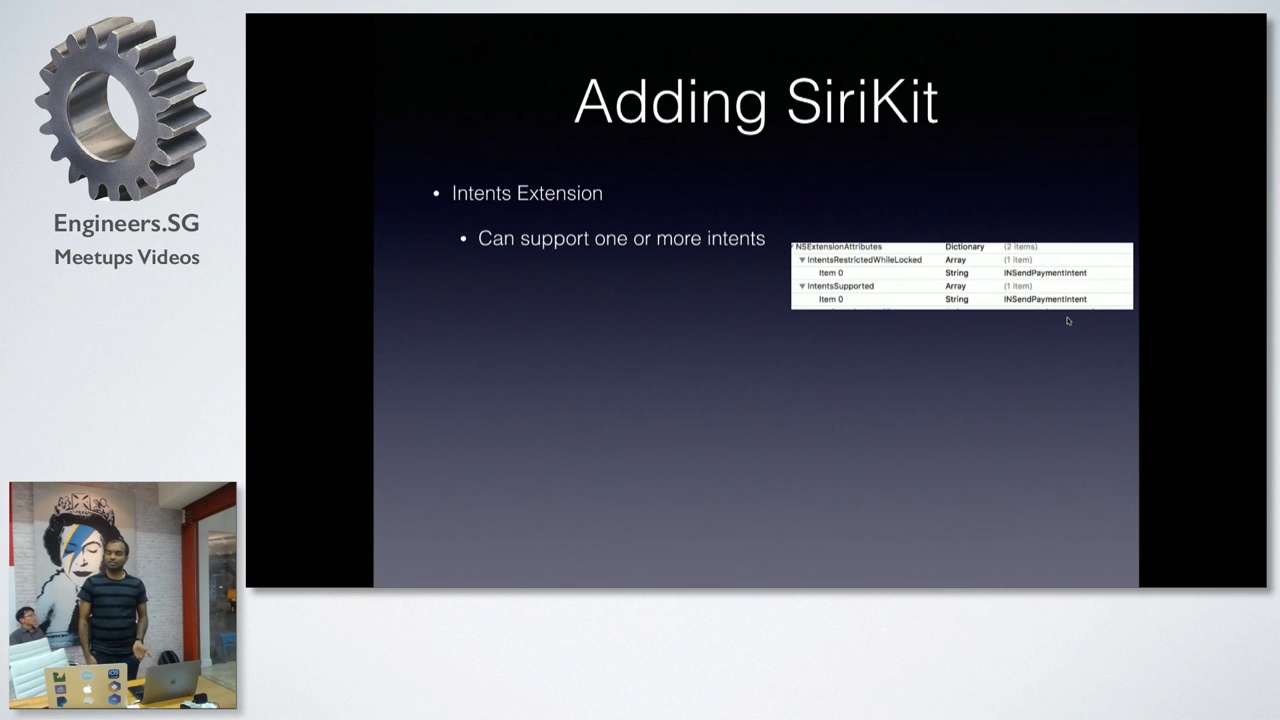 Engineers.SG
Meetups Videos
Adding SiriKit
• Intents Extension
• Can support one or more intents
NSExtensionAttributes Dictionary (2 items)
IntentsRestrictedWhileLocked Array (1 item)
Item 0 String INSendPaymentIntent
IntentsSupported Array (1 item)
Item 0 String INSendPaymentIntent
iOS